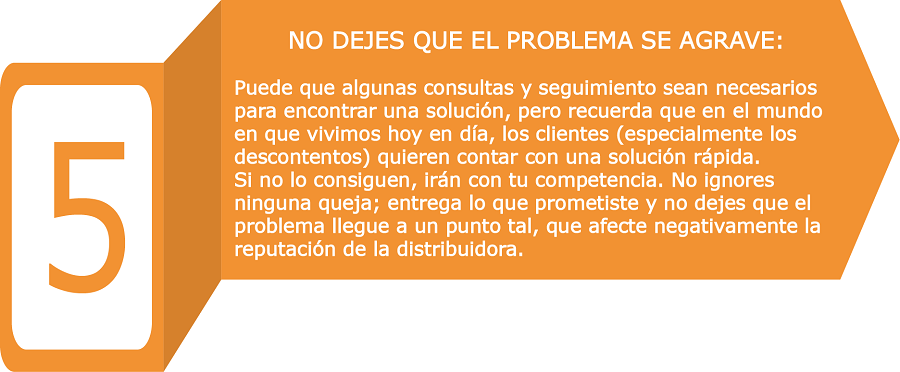 5
NO DEJES QUE EL PROBLEMA SE AGRAVE:
Puede que algunas consultas y seguimiento sean necesarios
para encontrar una solución, pero recuerda que en el mundo
en que vivimos hoy en día, los clientes (especialmente los
descontentos) quieren contar con una solución rápida.
Si no lo consiguen, irán con tu competencia. No ignores
ninguna queja; entrega lo que prometiste y no dejes que el
problema llegue a un punto tal, que afecte negativamente la
reputación de la distribuidora.